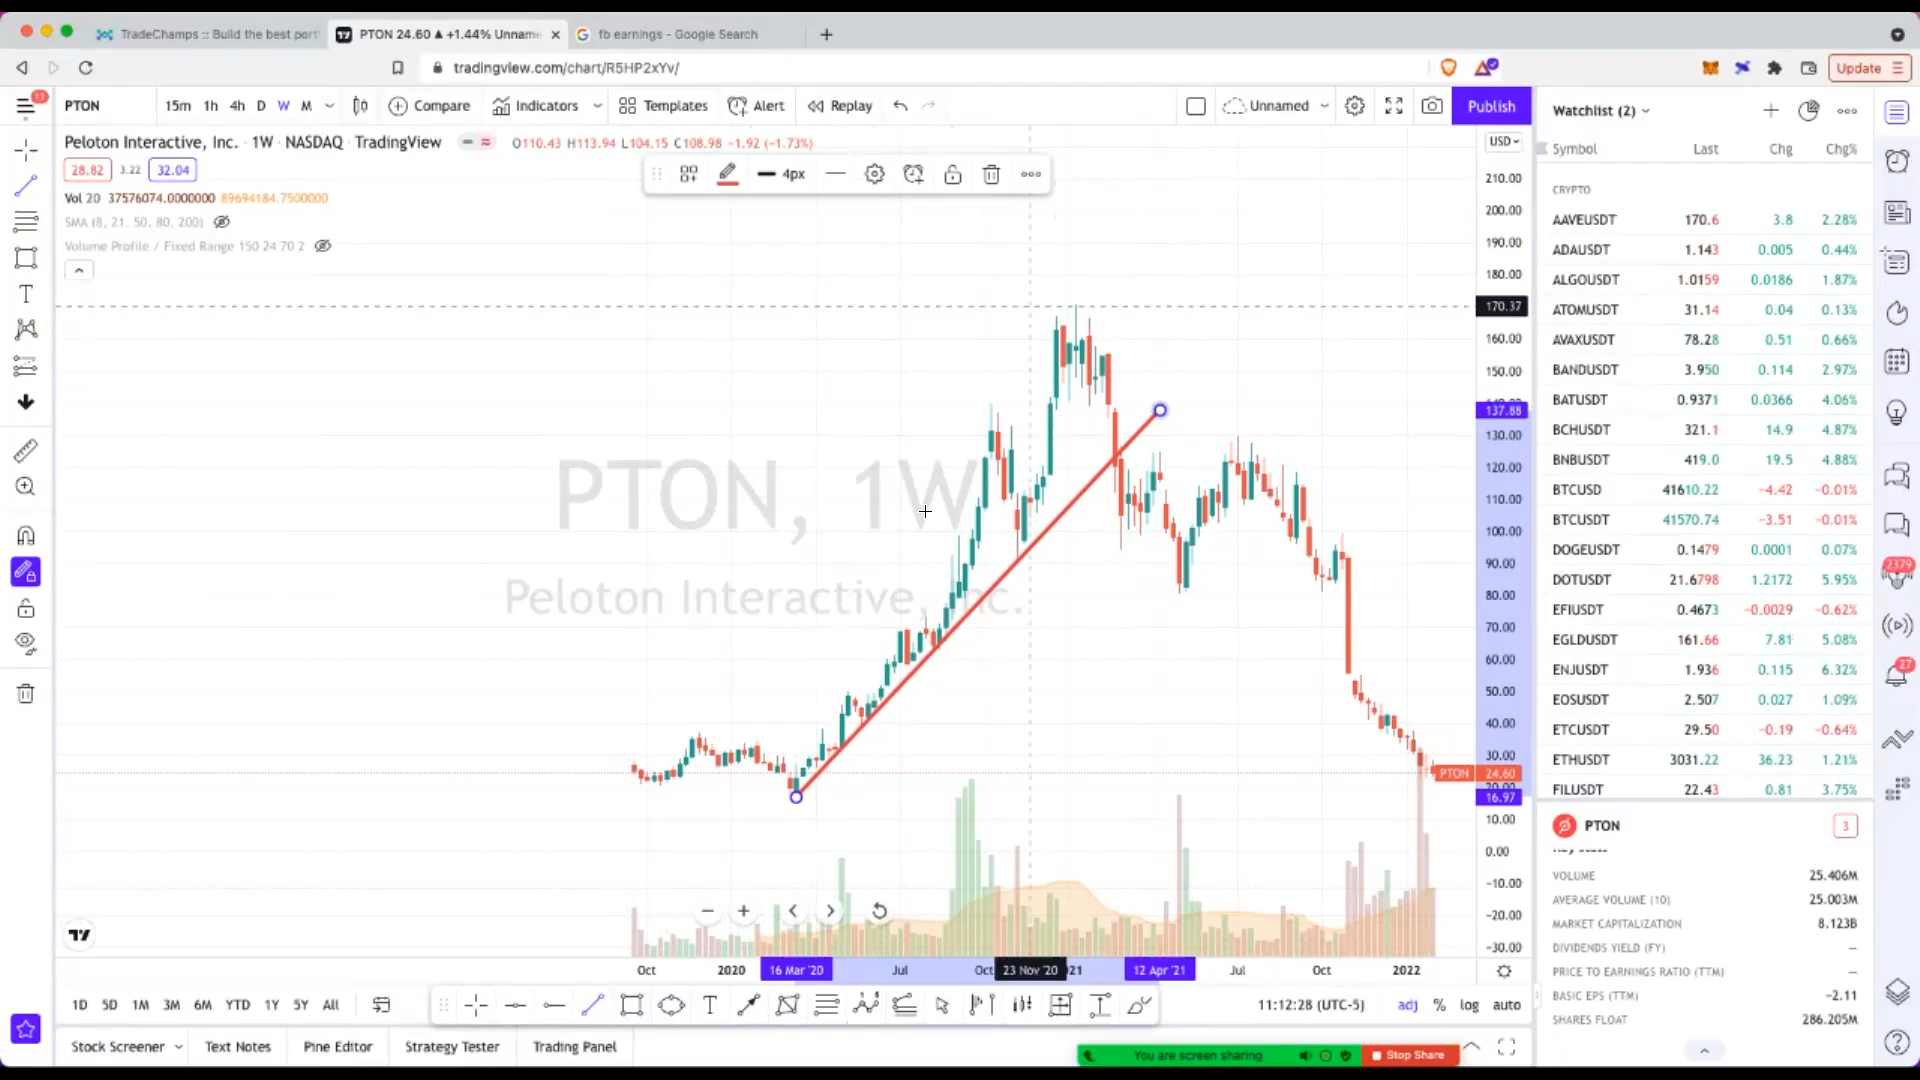 TradeChamps :: Build the best port
PTON 24.60 ▲ +1.44% Unname
fb earnings - Google Search
tradingview.com/chart/R5HP2xYv/
Update
11
PTON
15m 1h 4h D W M
Compare
Indicators
Templates
Alert
Replay
Unnamed
Publish
Peloton Interactive, Inc. · 1W · NASDAQ · TradingView
O110.43 H113.94 L104.15 C108.98 -1.92 (-1.73%)
28.82 3.22 32.04
4px
Vol 20 37576074.0000000 89694184.7500000
SMA (8, 21, 50, 80, 200)
Volume Profile / Fixed Range 150 24 70 2
PTON, 1W
Peloton Interactive, Inc.
USD
210.00
200.00
190.00
180.00
170.37
160.00
150.00
137.88
130.00
120.00
110.00
100.00
90.00
80.00
70.00
60.00
50.00
40.00
30.00
PTON 24.60
16.97
10.00
0.00
-10.00
-20.00
-30.00
Oct 2020 16 Mar '20 Jul Oct 23 Nov '20 12 Apr '21 Jul Oct 2022
1D 5D 1M 3M 6M YTD 1Y 5Y All
11:12:28 (UTC-5) adj % log auto
Stock Screener Text Notes Pine Editor Strategy Tester Trading Panel
You are screen sharing Stop Share
Watchlist (2)
Symbol Last Chg Chg%
CRYPTO
AAVEUSDT 170.6 3.8 2.28%
ADAUSDT 1.143 0.005 0.44%
ALGOUSDT 1.0159 0.0186 1.87%
ATOMUSDT 31.14 0.04 0.13%
AVAXUSDT 78.28 0.51 0.66%
BANDUSDT 3.950 0.114 2.97%
BATUSDT 0.9371 0.0366 4.06%
BCHUSDT 321.1 14.9 4.87%
BNBUSDT 419.0 19.5 4.88%
BTCUSD 41610.22 -4.42 -0.01%
BTCUSDT 41570.74 -3.51 -0.01%
DOGEUSDT 0.1479 0.0001 0.07%
DOTUSDT 21.6798 1.2172 5.95%
EFIUSDT 0.4673 -0.0029 -0.62%
EGLDUSDT 161.66 7.81 5.08%
ENJUSDT 1.936 0.115 6.32%
EOSUSDT 2.507 0.027 1.09%
ETCUSDT 29.50 -0.19 -0.64%
ETHUSDT 3031.22 36.23 1.21%
FILUSDT 22.43 0.81 3.75%
PTON 3
VOLUME 25.406M
AVERAGE VOLUME (10) 25.003M
MARKET CAPITALIZATION 8.123B
DIVIDENDS YIELD (FY) —
PRICE TO EARNINGS RATIO (TTM) —
BASIC EPS (TTM) -2.11
SHARES FLOAT 286.205M
2379
27